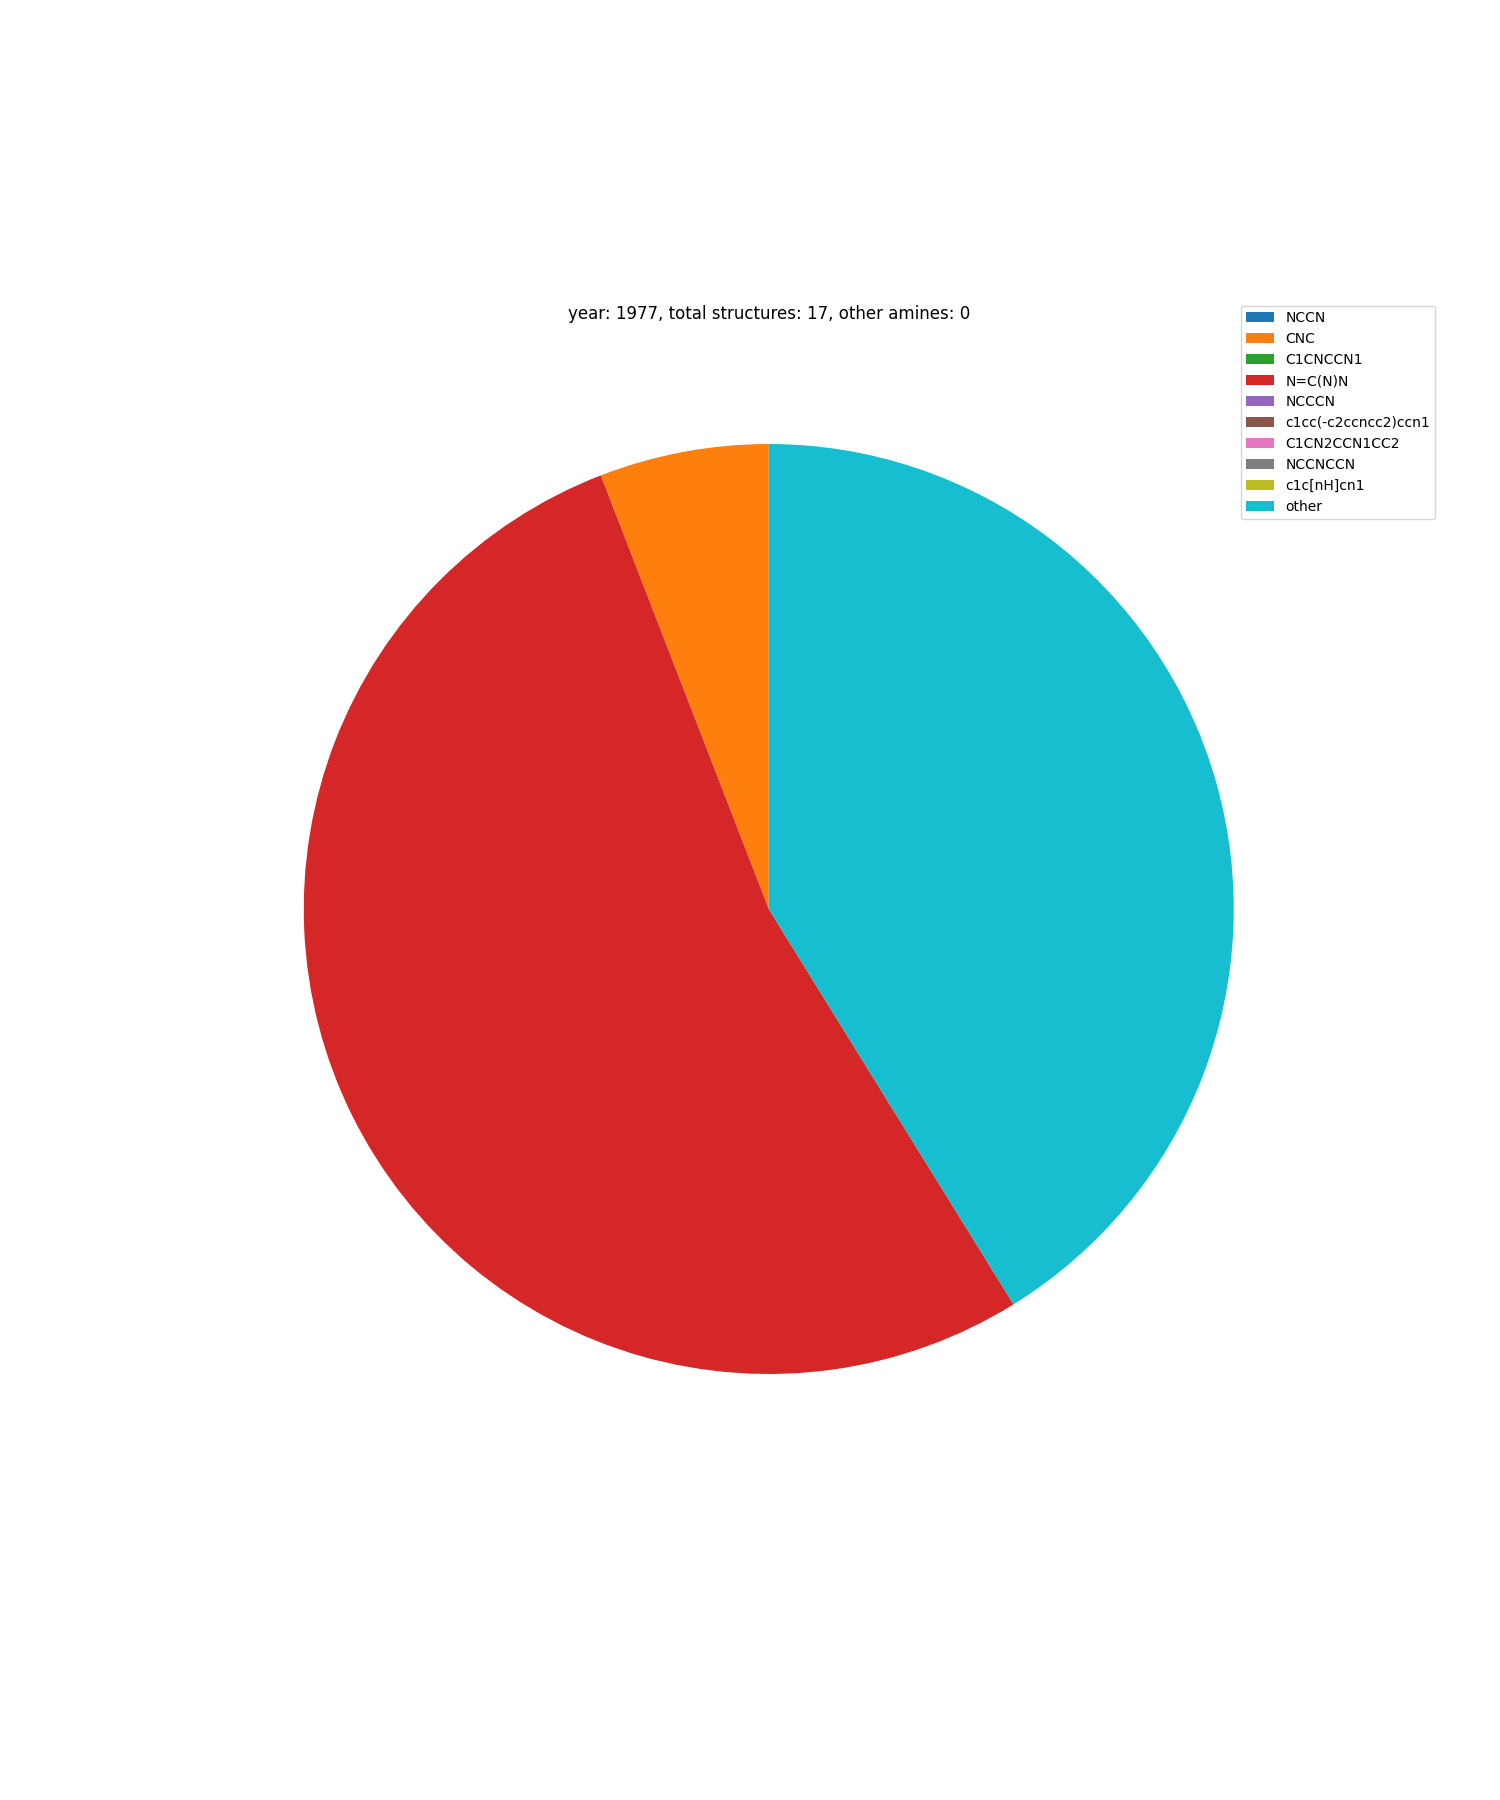 year: 1977, total structures: 17, other amines: 0
NCCN
CNC
C1CNCCN1
N=C(N)N
NCCCN
c1cc(-c2ccncc2)ccn1
C1CN2CCN1CC2
NCCNCCN
c1c[nH]cn1
other